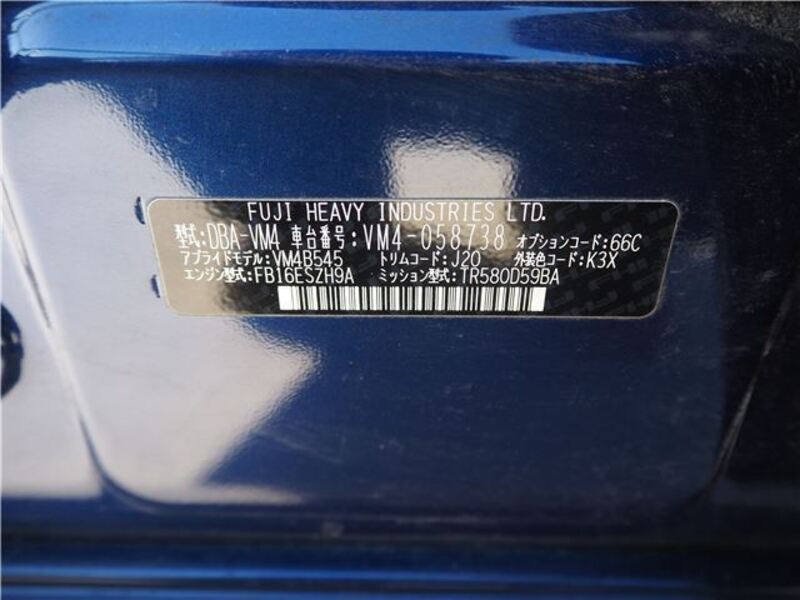 FUJI HEAVY INDUSTRIES LTD.
型式:DBA-VM4 車台番号:VM4-058738 オプションコード:66C
アプライドモデル:VM4B545 トリムコード:J20 外装色コード:K3X
エンジン型式:FB16ESZH9A ミッション型式:TR580D59BA